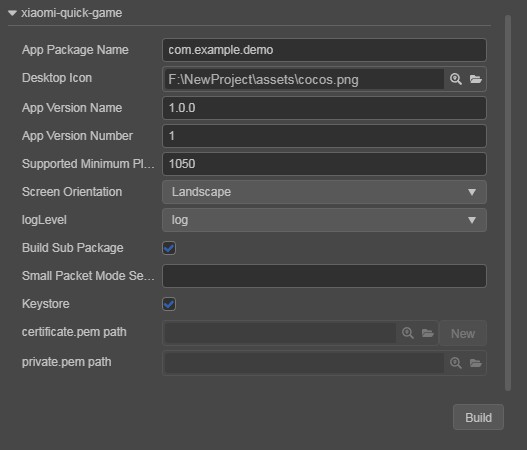 xiaomi-quick-game
App Package Name com.example.demo
Desktop Icon F:\NewProject\assets\cocos.png
App Version Name 1.0.0
App Version Number 1
Supported Minimum Pl... 1050
Screen Orientation Landscape
logLevel log
Build Sub Package
Small Packet Mode Se...
Keystore
certificate.pem path New
private.pem path
Build